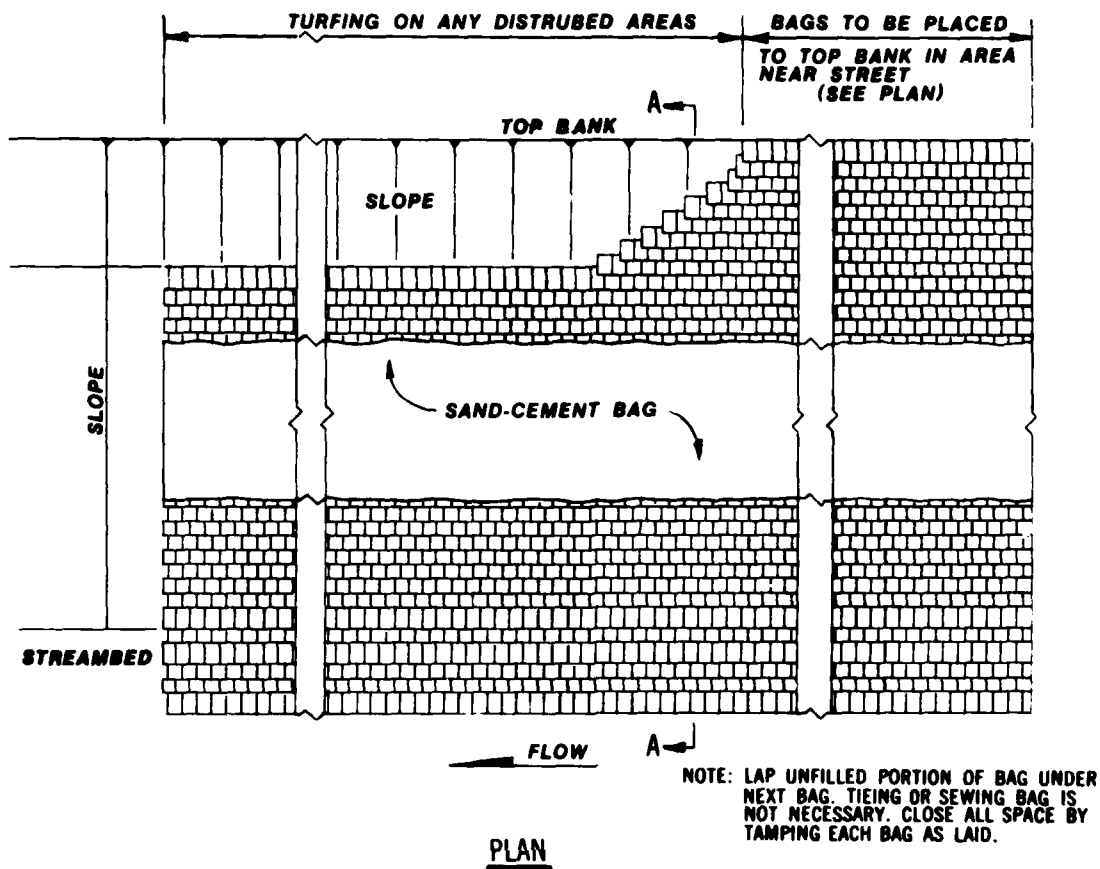 TURFING ON ANY DISTRUBED AREAS
BAGS TO BE PLACED
TO TOP BANK IN AREA
NEAR STREET
(SEE PLAN)
A
TOP BANK
SLOPE
SLOPE
SAND-CEMENT BAG
STREAMBED
FLOW
A
NOTE: LAP UNFILLED PORTION OF BAG UNDER
NEXT BAG. TIEING OR SEWING BAG IS
NOT NECESSARY. CLOSE ALL SPACE BY
TAMPING EACH BAG AS LAID.
PLAN